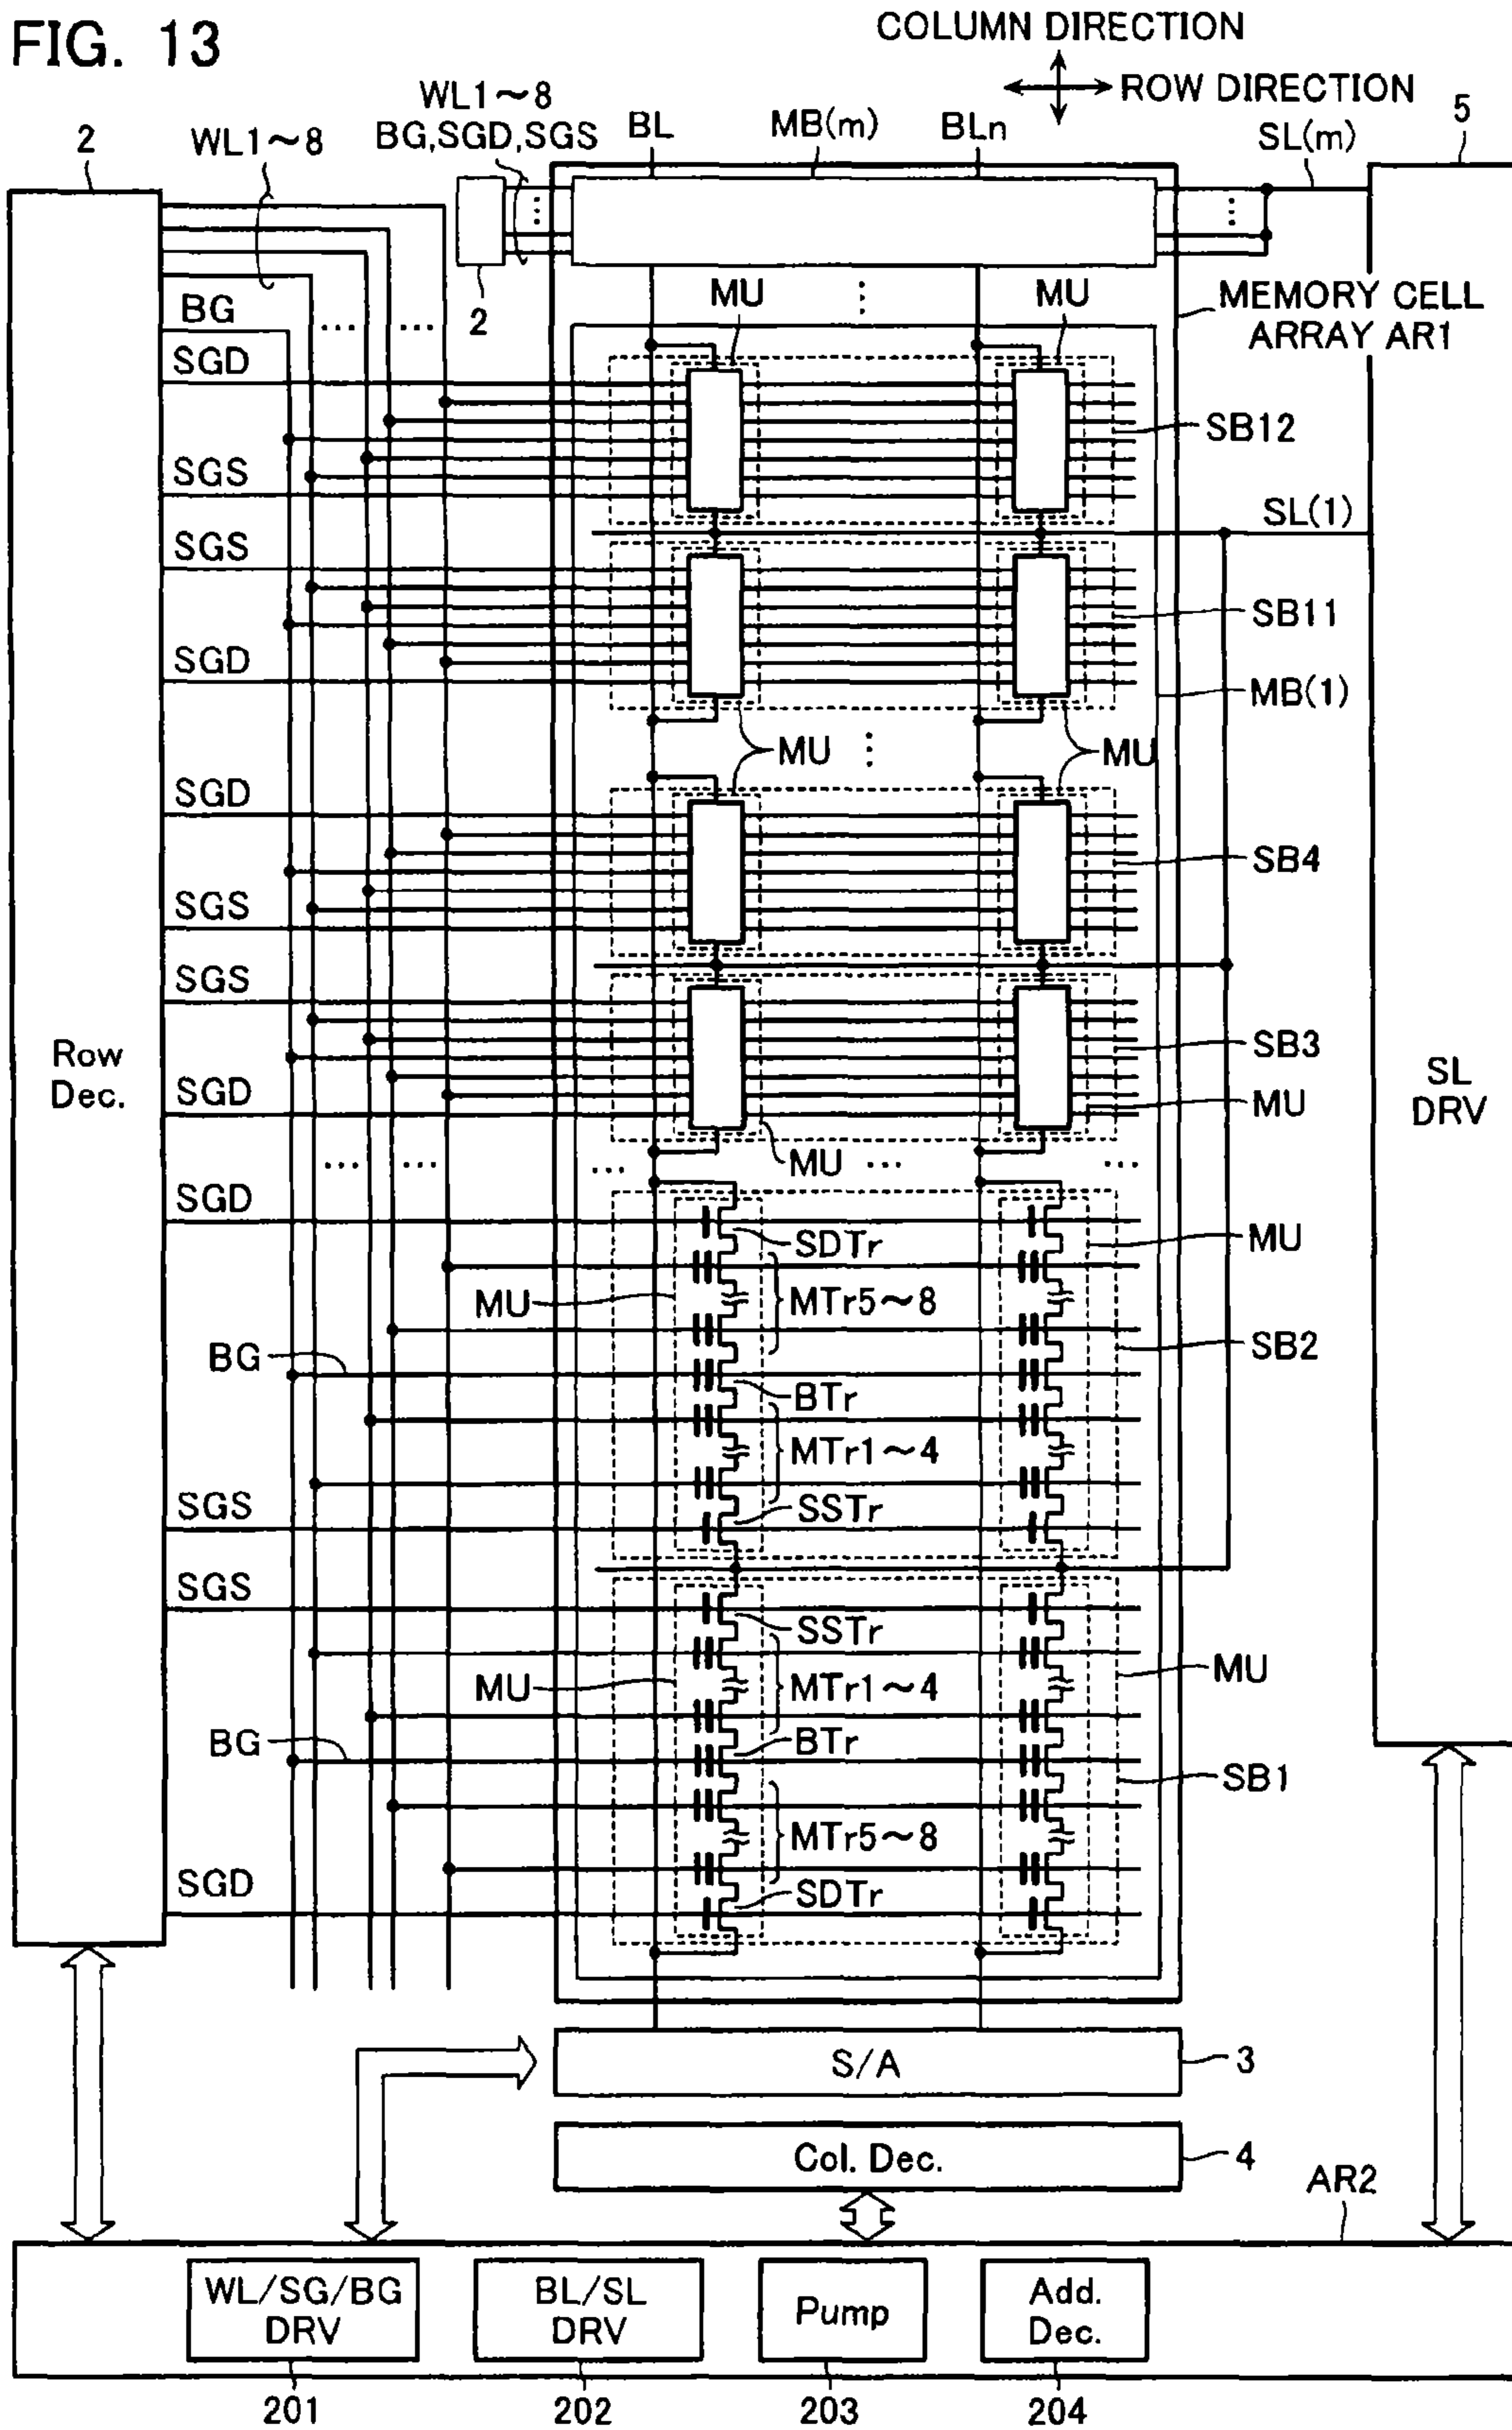 FIG. 13
COLUMN DIRECTION
ROW DIRECTION
WL1~8
BG,SGD,SGS
BL
MB(m)
BLn
SL(m)
5
2
WL1~8
2
MU
MU
MEMORY CELL
ARRAY AR1
BG
SGD
SB12
SGS
SL(1)
SGS
SB11
SGD
MB(1)
MU
MU
SGD
SB4
SGS
SGS
Row
Dec.
SB3
SL
DRV
SGD
MU
MU
SGD
SDTr
MU
MU
MTr5~8
SB2
BG
BTr
MTr1~4
SGS
SSTr
SGS
SSTr
MU
MU
MTr1~4
BG
BTr
SB1
MTr5~8
SGD
SDTr
S/A
3
Col. Dec.
4
AR2
WL/SG/BG
DRV
BL/SL
DRV
Pump
Add.
Dec.
201
202
203
204